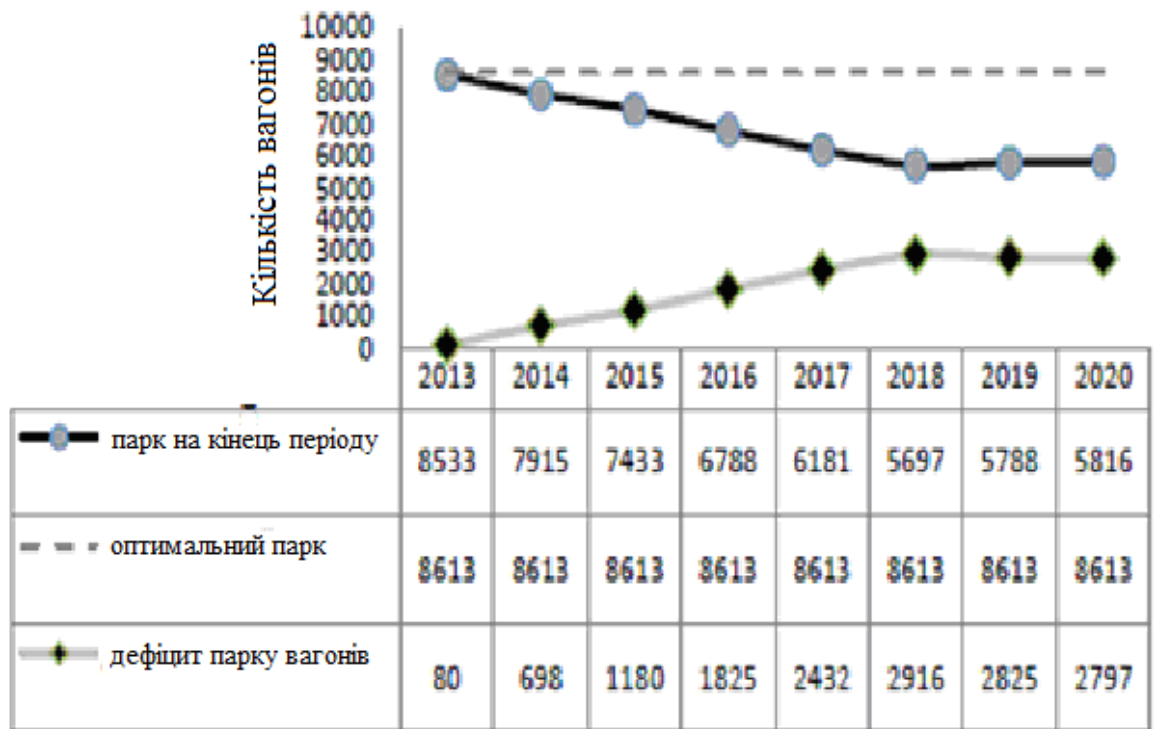 Кількість вагонів
10000
9000
8000
7000
6000
5000
4000
3000
2000
1000
0
2013 2014 2015 2016 2017 2018 2019 2020
парк на кінець періоду 8533 7915 7433 6788 6181 5697 5788 5816
оптимальний парк 8613 8613 8613 8613 8613 8613 8613 8613
дефіцит парку вагонів 80 698 1180 1825 2432 2916 2825 2797